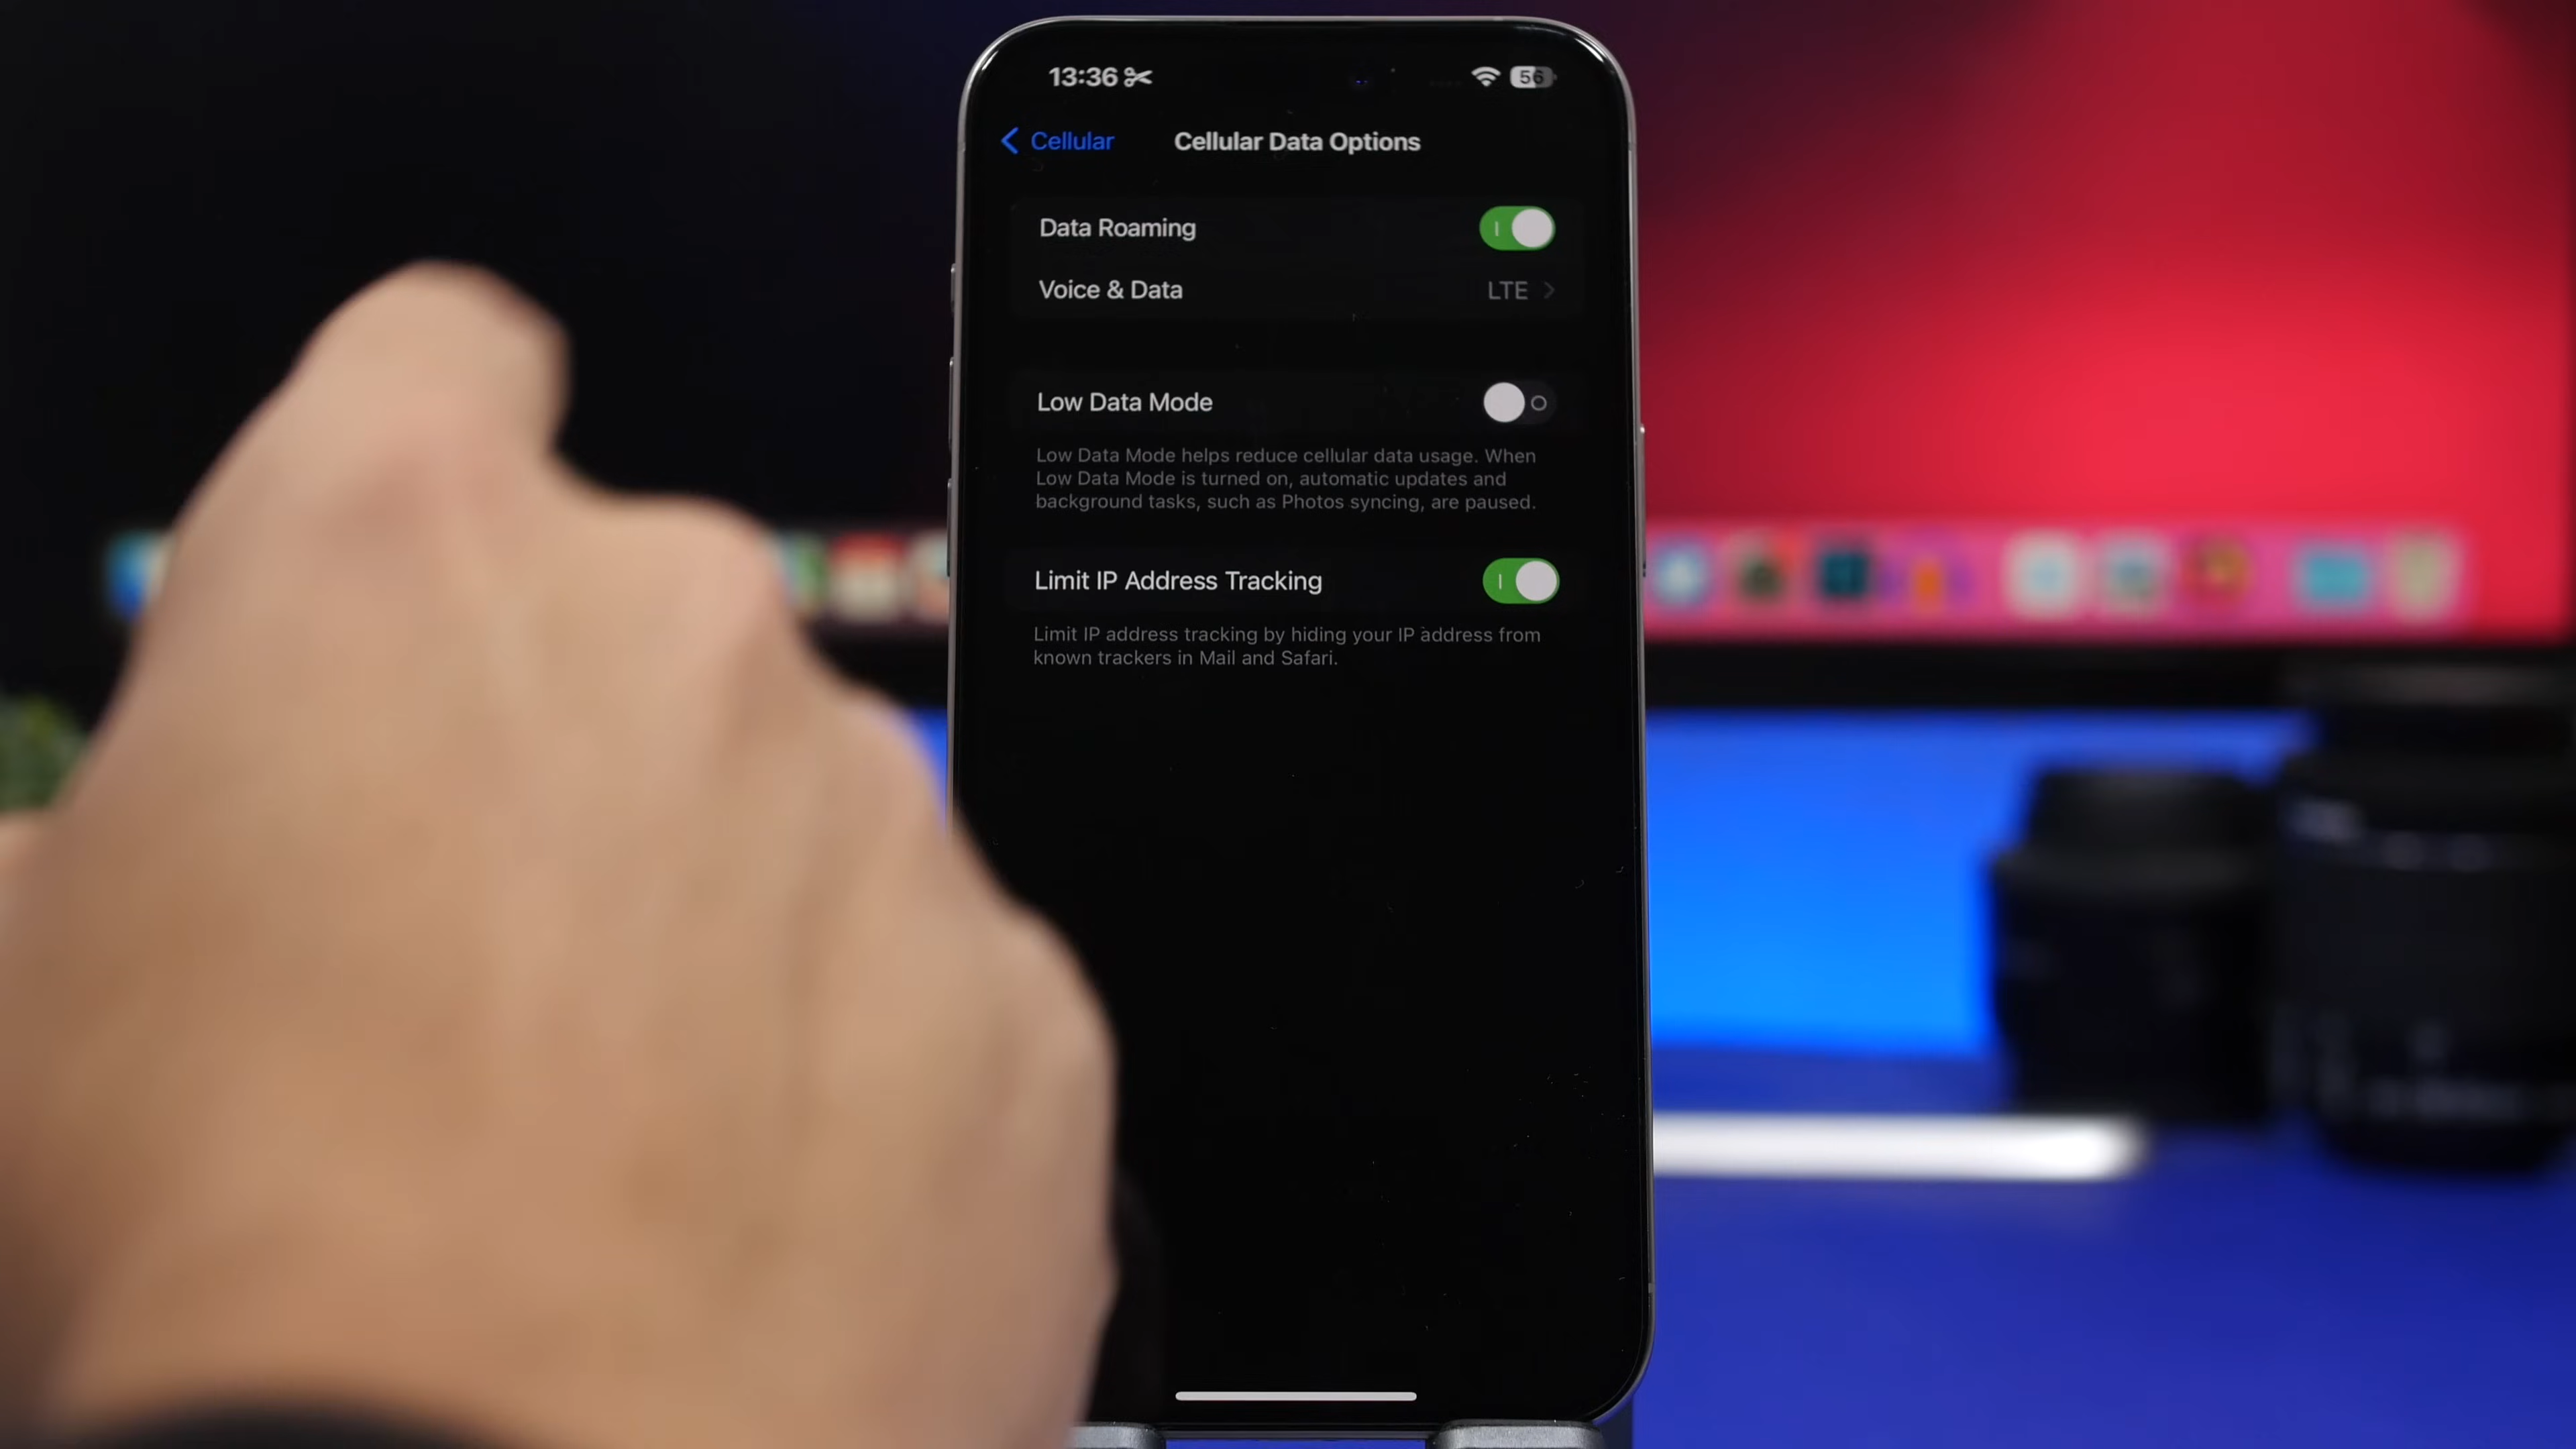 13:36
56
Cellular
Cellular Data Options
Data Roaming
Voice & Data
LTE
Low Data Mode
Low Data Mode helps reduce cellular data usage. When
Low Data Mode is turned on, automatic updates and
background tasks, such as Photos syncing, are paused.
Limit IP Address Tracking
Limit IP address tracking by hiding your IP address from
known trackers in Mail and Safari.